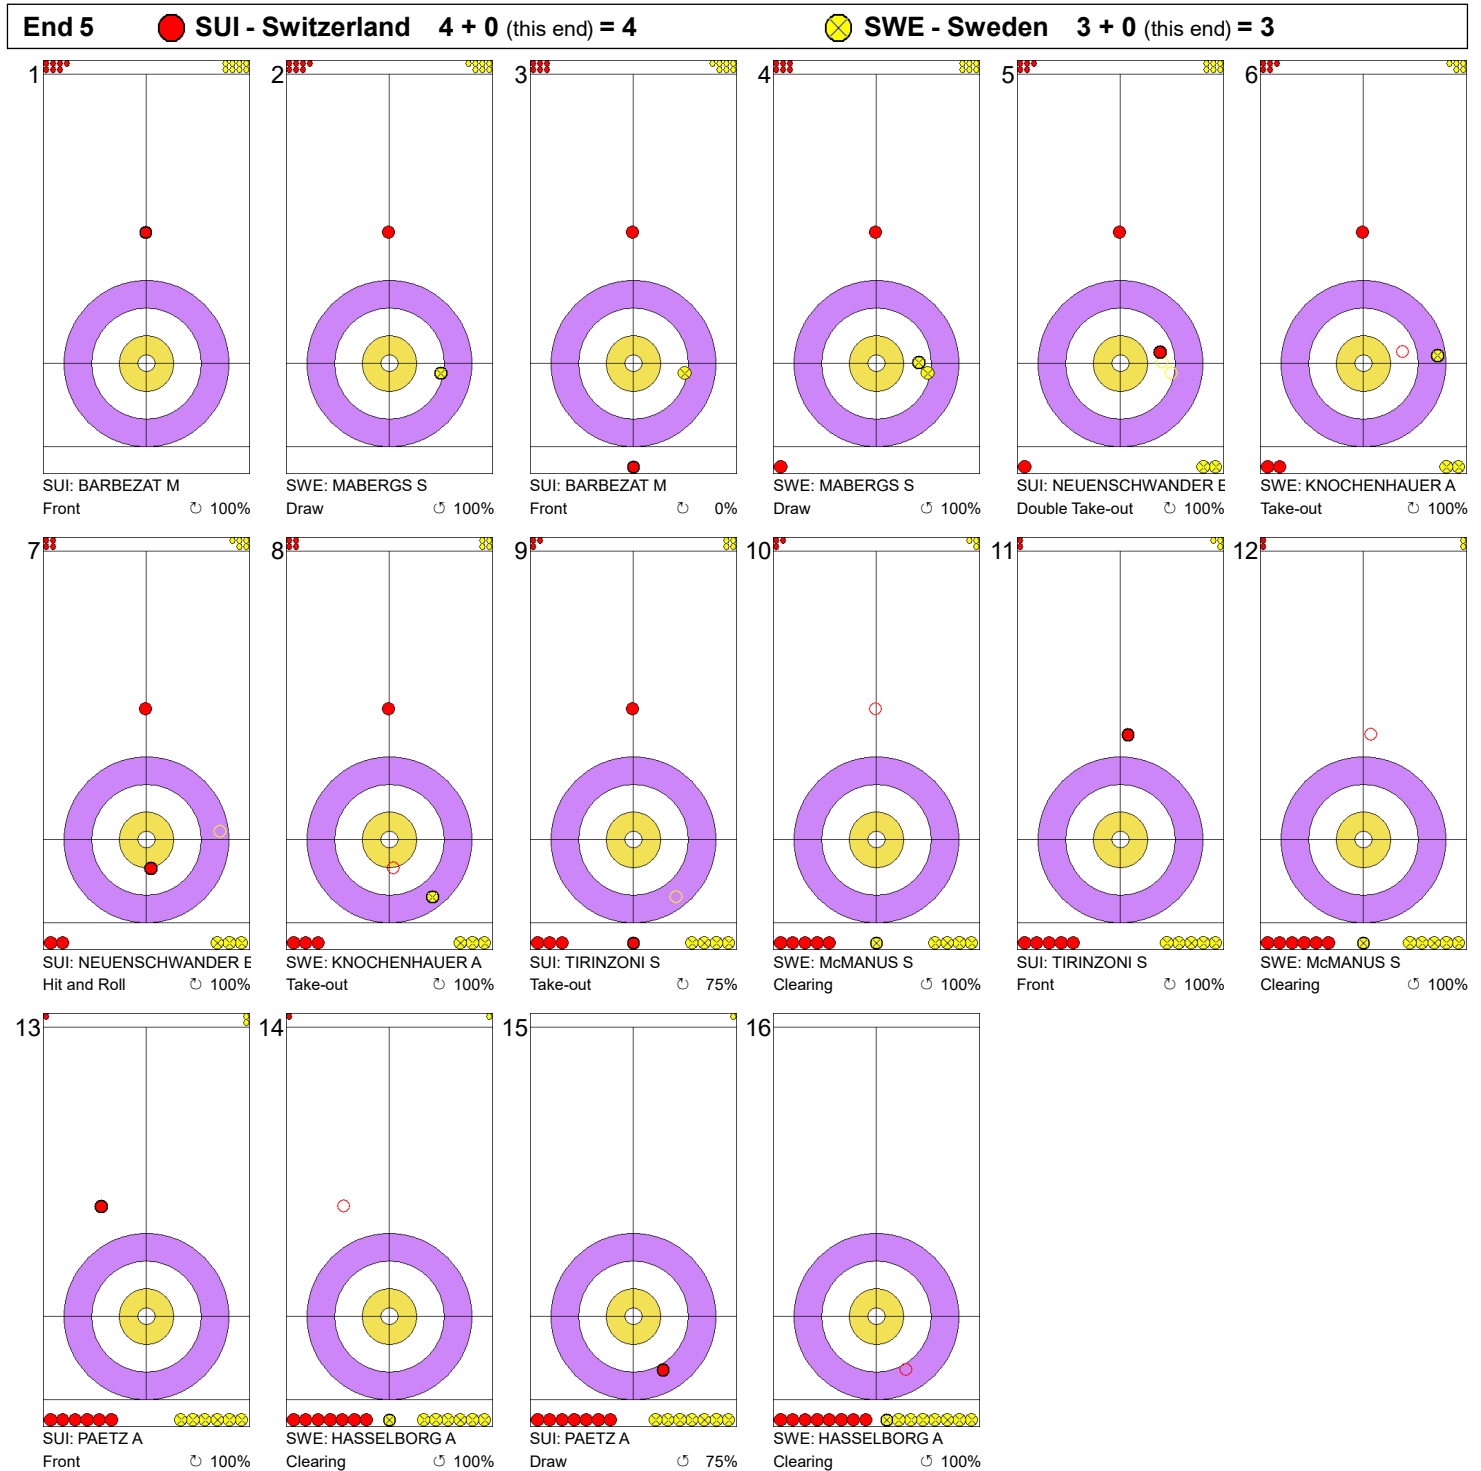 End 5 SUI - Switzerland 4 + 0 (this end) = 4 SWE - Sweden 3 + 0 (this end) = 3
1 2 3 4 5 6
SUI: BARBEZAT M SWE: MABERGS S SUI: BARBEZAT M SWE: MABERGS S SUI: NEUENSCHWANDER E SWE: KNOCHENHAUER A
Front ↻ 100% Draw ↺ 100% Front ↻ 0% Draw ↺ 100% Double Take-out ↻ 100% Take-out ↻ 100%
7 8 9 10 11 12
SUI: NEUENSCHWANDER E SWE: KNOCHENHAUER A SUI: TIRINZONI S SWE: McMANUS S SUI: TIRINZONI S SWE: McMANUS S
Hit and Roll ↻ 100% Take-out ↺ 100% Take-out ↻ 75% Clearing ↺ 100% Front ↻ 100% Clearing ↺ 100%
13 14 15 16
SUI: PAETZ A SWE: HASSELBORG A SUI: PAETZ A SWE: HASSELBORG A
Front ↻ 100% Clearing ↺ 100% Draw ↻ 75% Clearing ↺ 100%